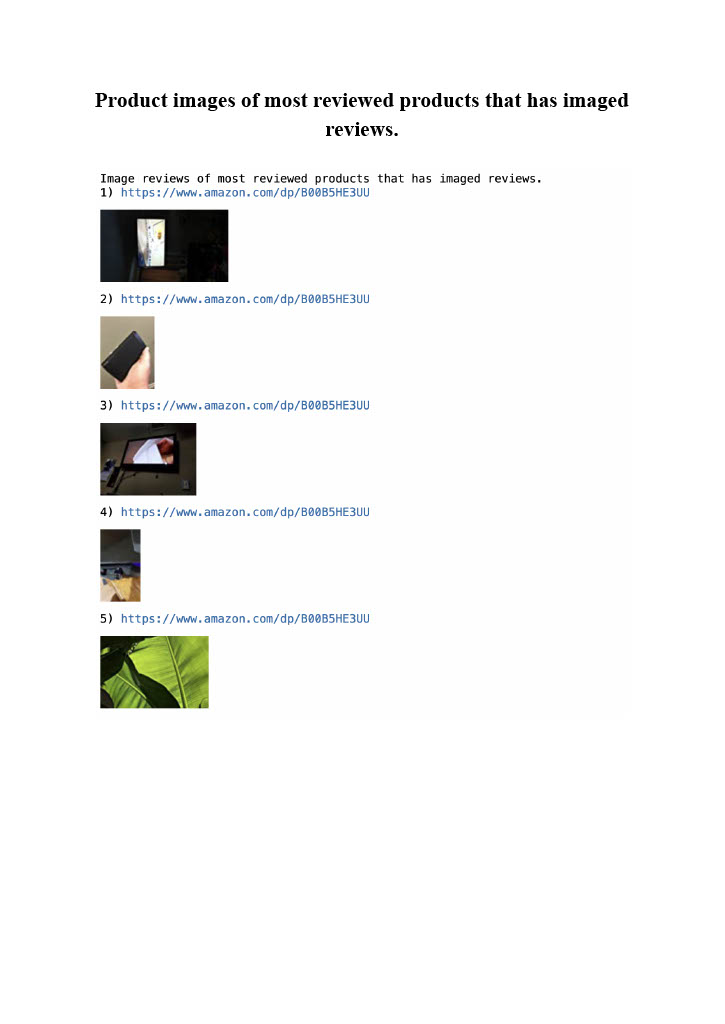 Product images of most reviewed products that has imaged
reviews.
Image reviews of most reviewed products that has imaged reviews.
1) https://www.amazon.com/dp/B00B5HE3UU
2) https://www.amazon.com/dp/B00B5HE3UU
3) https://www.amazon.com/dp/B00B5HE3UU
4) https://www.amazon.com/dp/B00B5HE3UU
5) https://www.amazon.com/dp/B00B5HE3UU